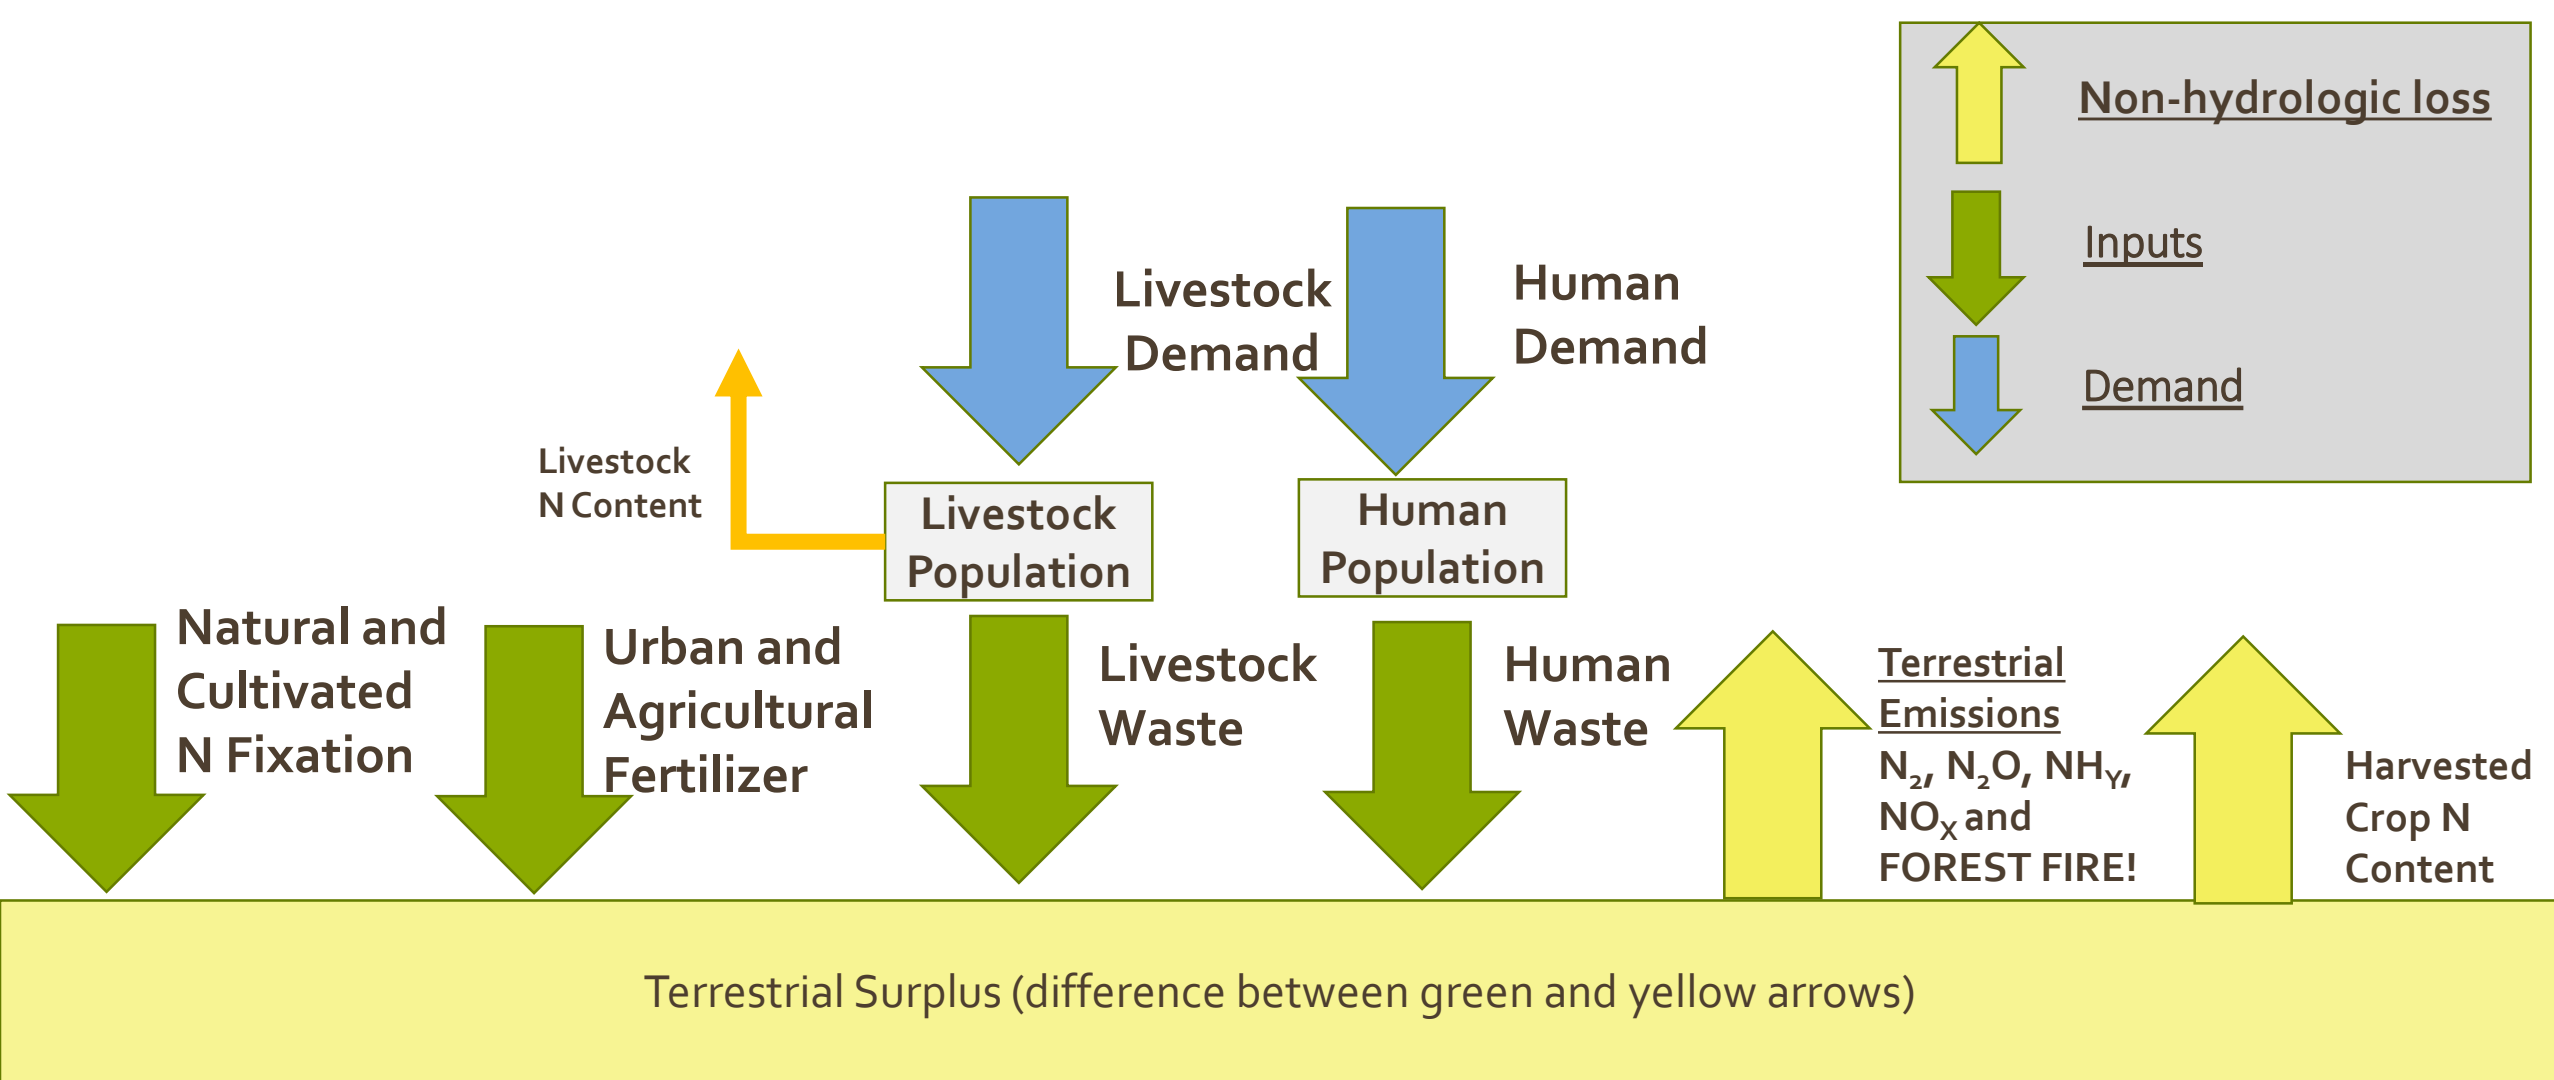 Non-hydrologic loss
Inputs
Demand
Livestock
Demand
Human
Demand
Livestock
N Content
Livestock
Population
Human
Population
Natural and
Cultivated
N Fixation
Urban and
Agricultural
Fertilizer
Livestock
Waste
Human
Waste
Terrestrial
Emissions
N₂, N₂O, NHY,
NOX and
FOREST FIRE!
Harvested
Crop N
Content
Terrestrial Surplus (difference between green and yellow arrows)